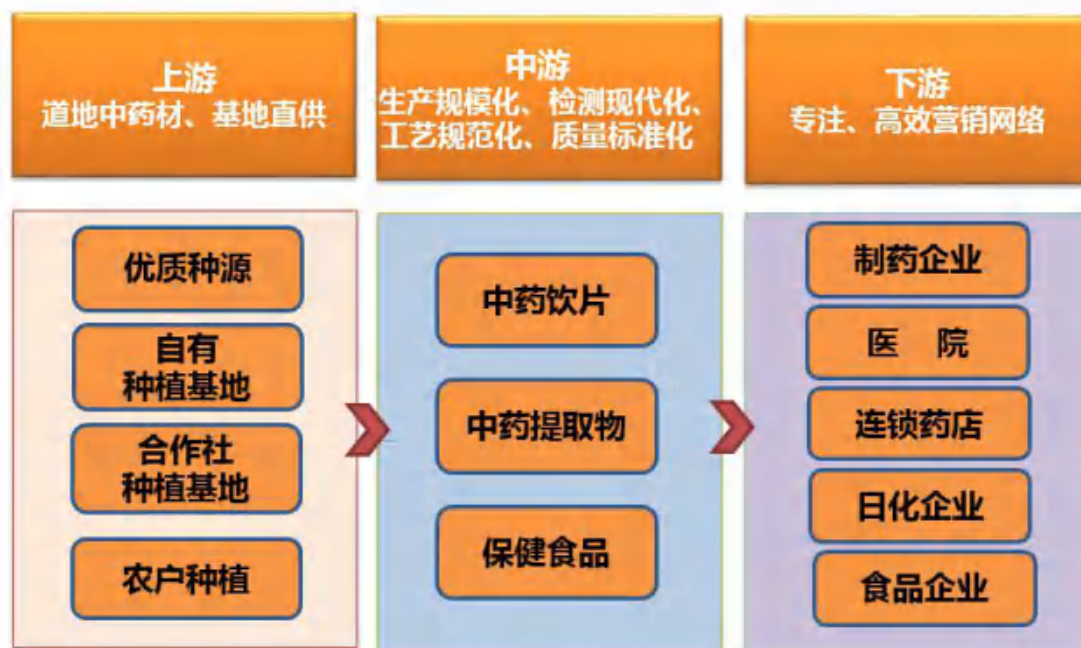 上游
道地中药材、基地直供
中游
生产规模化、检测现代化、
工艺规范化、质量标准化
下游
专注、高效营销网络
优质种源
自有
种植基地
合作社
种植基地
农户种植
中药饮片
中药提取物
保健食品
制药企业
医 院
连锁药店
日化企业
食品企业